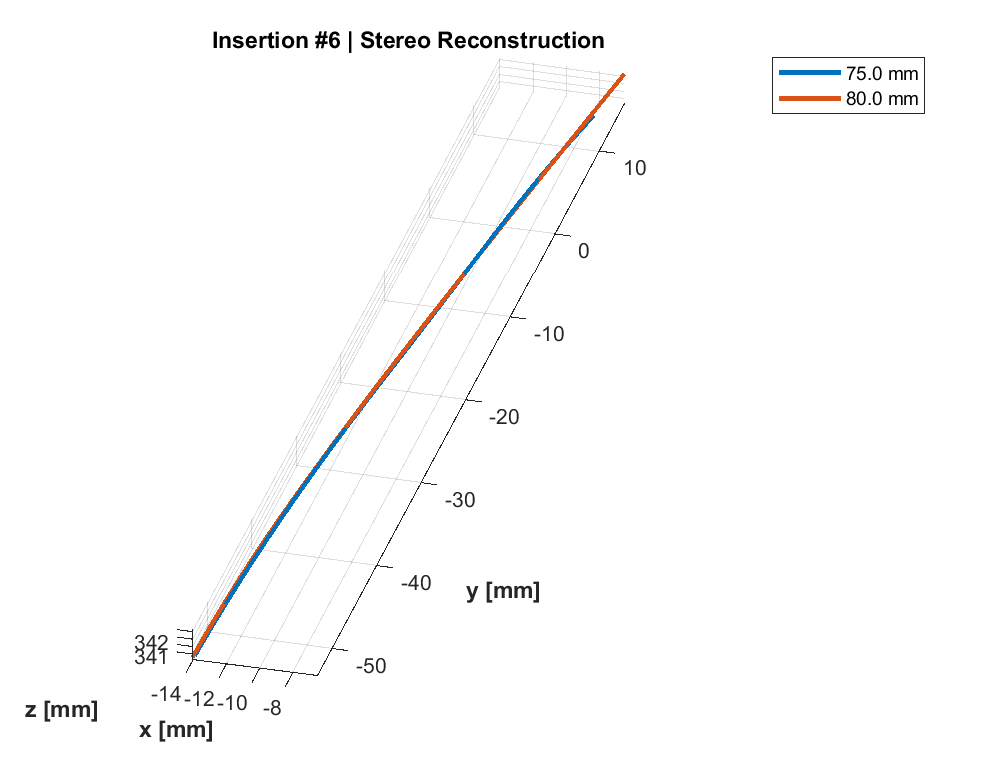 Insertion #6 | Stereo Reconstruction
75.0 mm
80.0 mm
10
0
-10
-20
-30
-40
y [mm]
-50
342
341
-14
-12
-10
-8
z [mm]
x [mm]